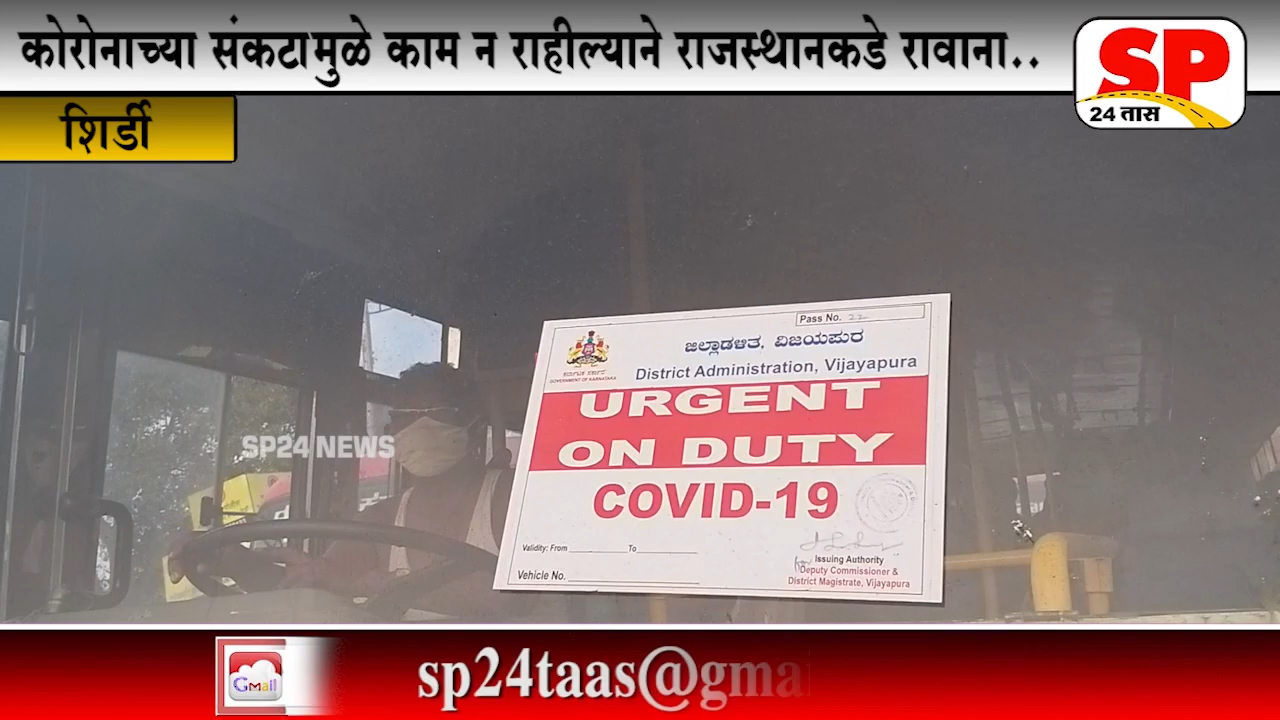 कोरोनाच्या संकटामुळे काम न राहील्याने राजस्थानकडे रावाना..
SP
24 तास
शिर्डी
Pass No. 22
ಜಿಲ್ಲಾಡಳಿತ, ವಿಜಯಪುರ
GOVERNMENT OF KARNATAKA
District Administration, Vijayapura
URGENT
ON DUTY
COVID-19
SP24 NEWS
Validity: From To
Issuing Authority
Deputy Commissioner &
District Magistrate, Vijayapura
Vehicle No.
Gmail
sp24taas@gma